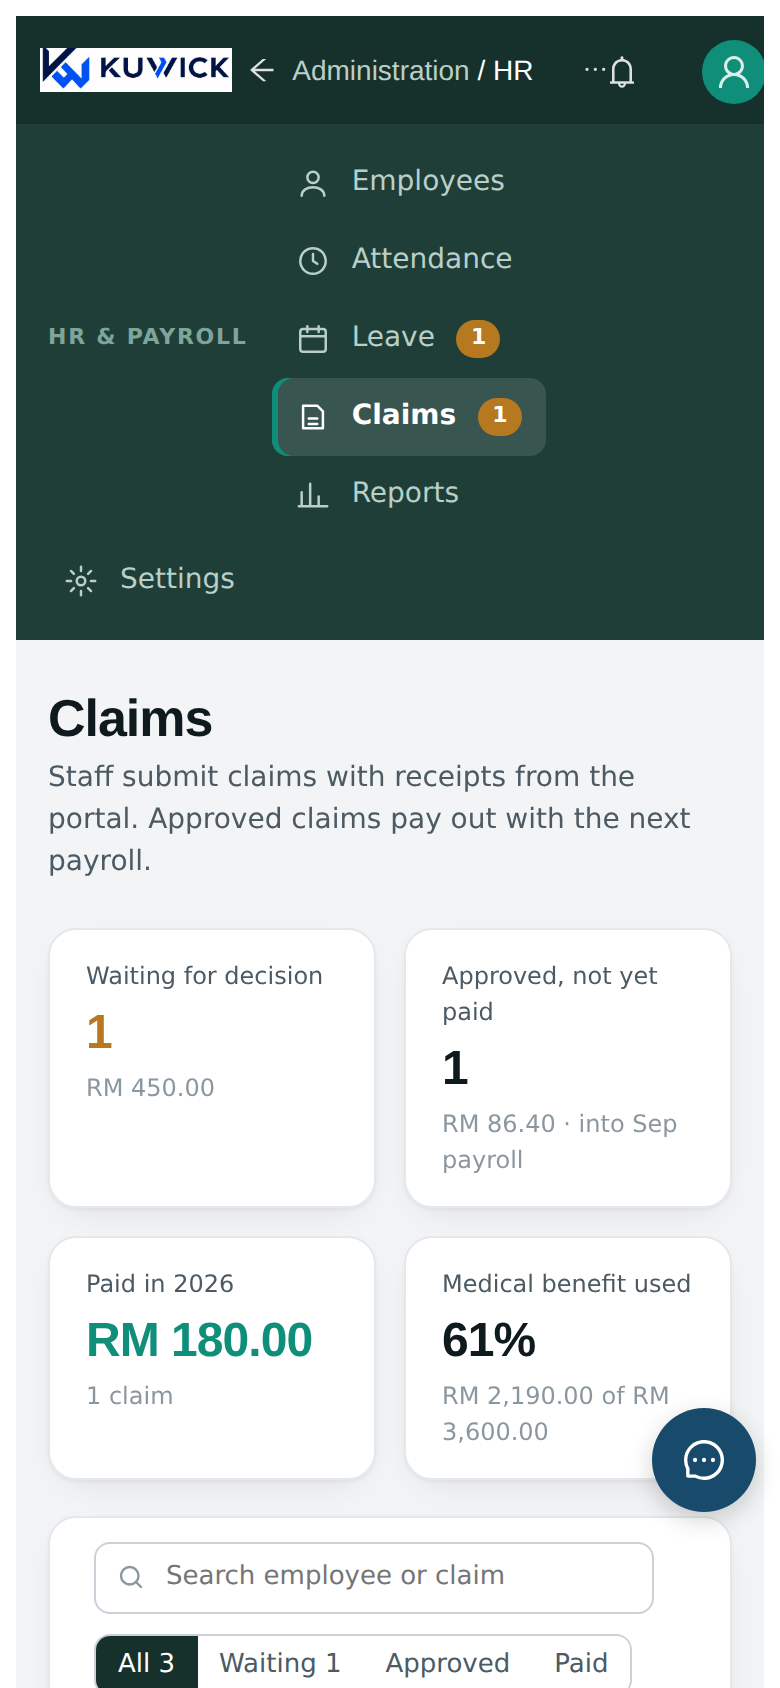 KUWICK
Administration / HR
Employees
Attendance
HR & PAYROLL
Leave 1
Claims 1
Reports
Settings
Claims
Staff submit claims with receipts from the
portal. Approved claims pay out with the next
payroll.
Waiting for decision
1
RM 450.00
Approved, not yet
paid
1
RM 86.40 · into Sep
payroll
Paid in 2026
RM 180.00
1 claim
Medical benefit used
61%
RM 2,190.00 of RM
3,600.00
Search employee or claim
All 3 Waiting 1 Approved Paid